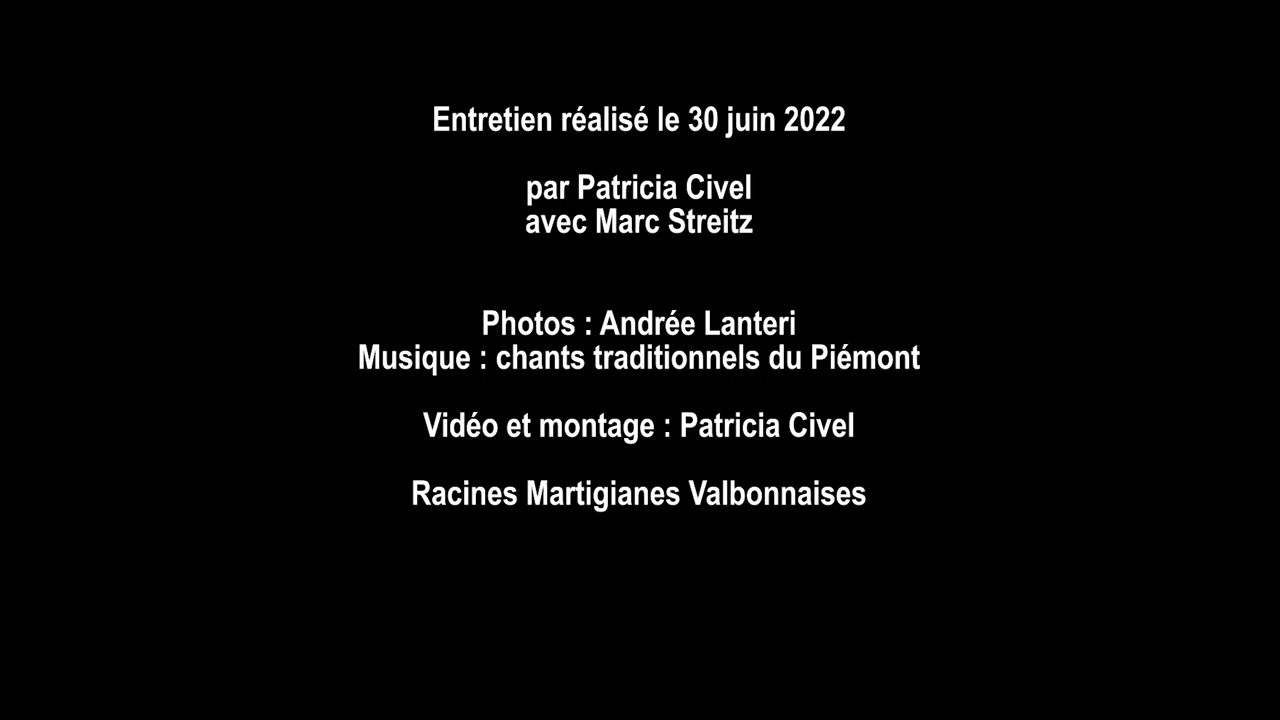 Entretien réalisé le 30 juin 2022
par Patricia Civel
avec Marc Streitz
Photos : Andrée Lanteri
Musique : chants traditionnels du Piémont
Vidéo et montage : Patricia Civel
Racines Martigianes Valbonnaises